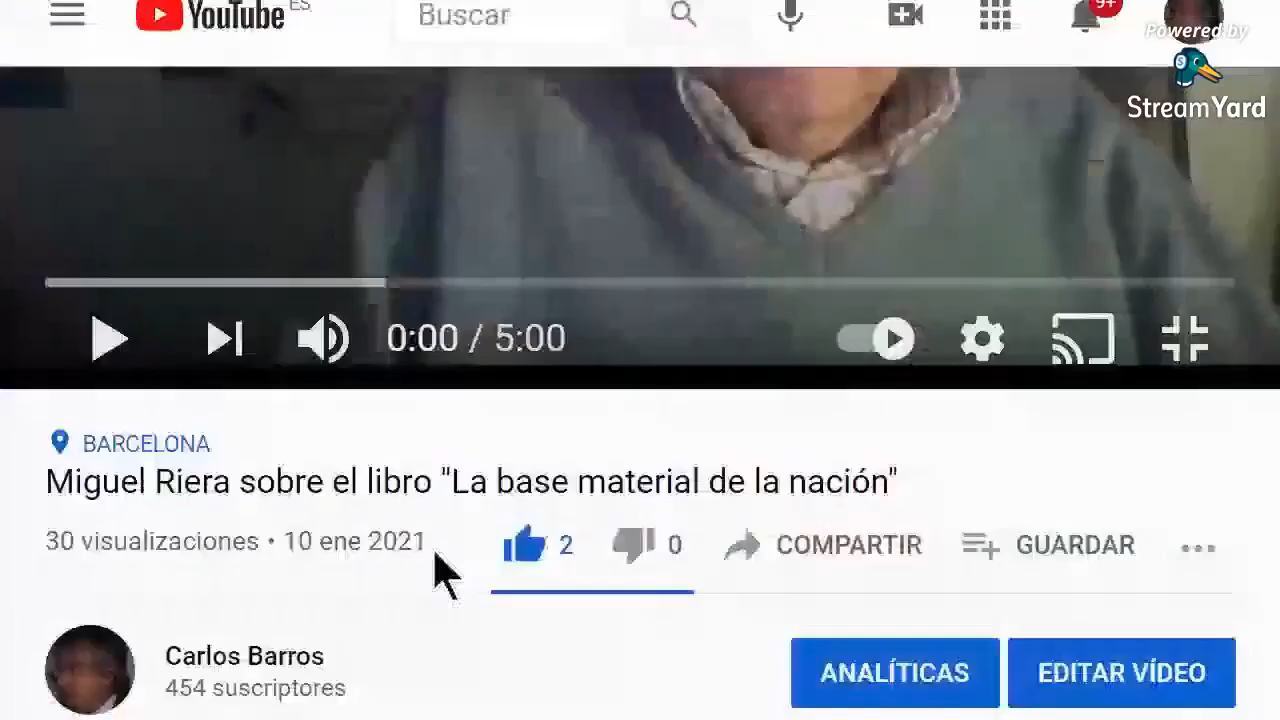 YouTube ES
Buscar
9+
Powered by
StreamYard
0:00 / 5:00
BARCELONA
Miguel Riera sobre el libro "La base material de la nación"
30 visualizaciones • 10 ene 2021
2
0
COMPARTIR
GUARDAR
Carlos Barros
454 suscriptores
ANALÍTICAS
EDITAR VÍDEO